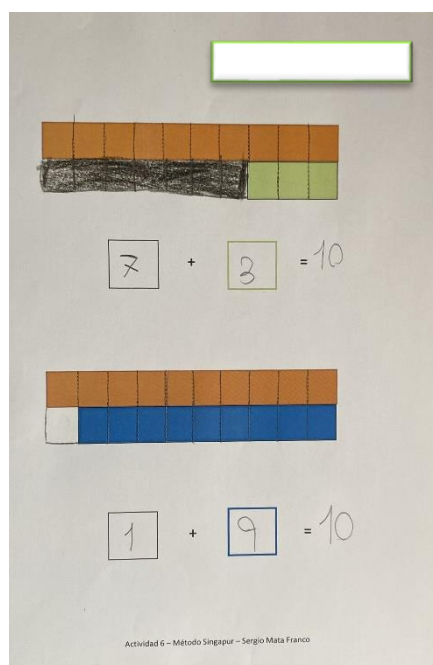 7 + 3 = 10
1 + 9 = 10
Actividad 6 – Método Singapur – Sergio Mata Franco